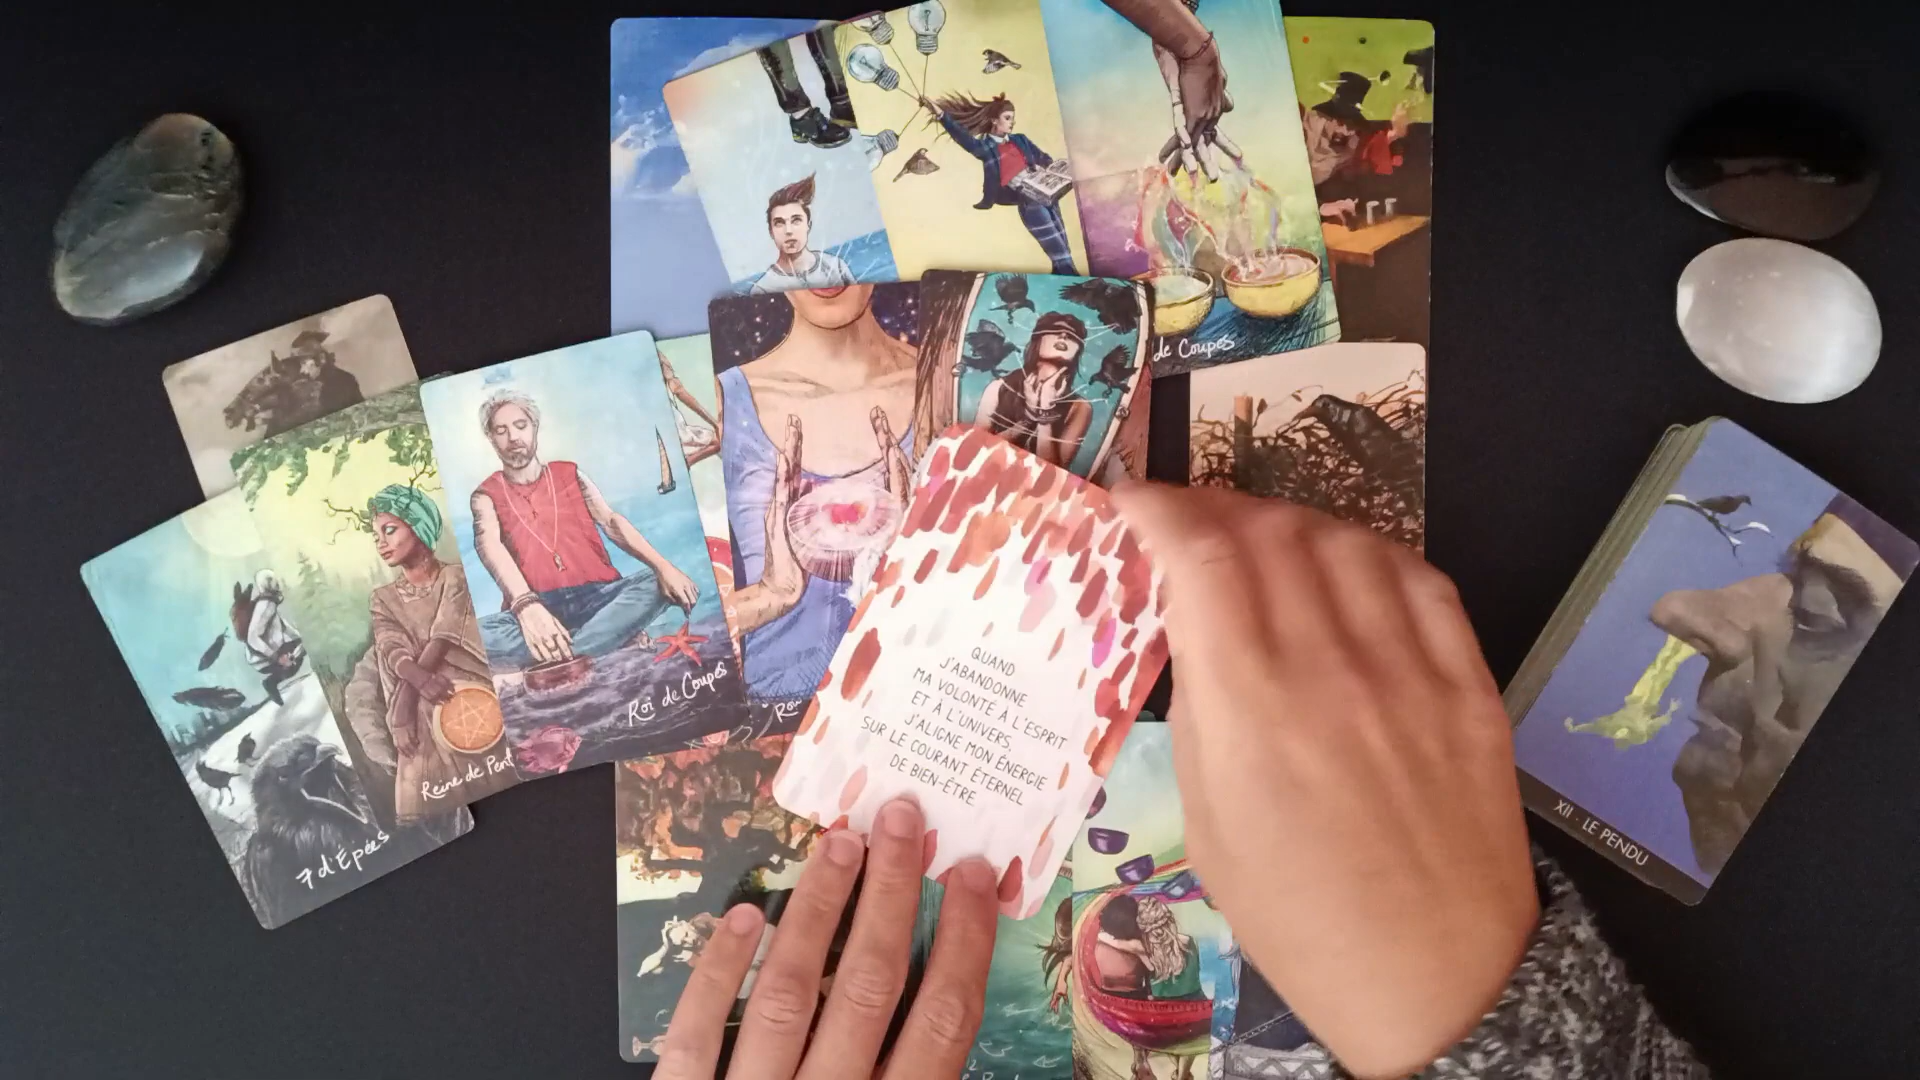 de Coupes
Roi de Coupes
Reine de Pent
7 d'Épées
QUAND
J'ABANDONNE
MA VOLONTÉ À L'ESPRIT
ET À L'UNIVERS,
J'ALIGNE MON ÉNERGIE
SUR LE COURANT ÉTERNEL
DE BIEN-ÊTRE
XII - LE PENDU